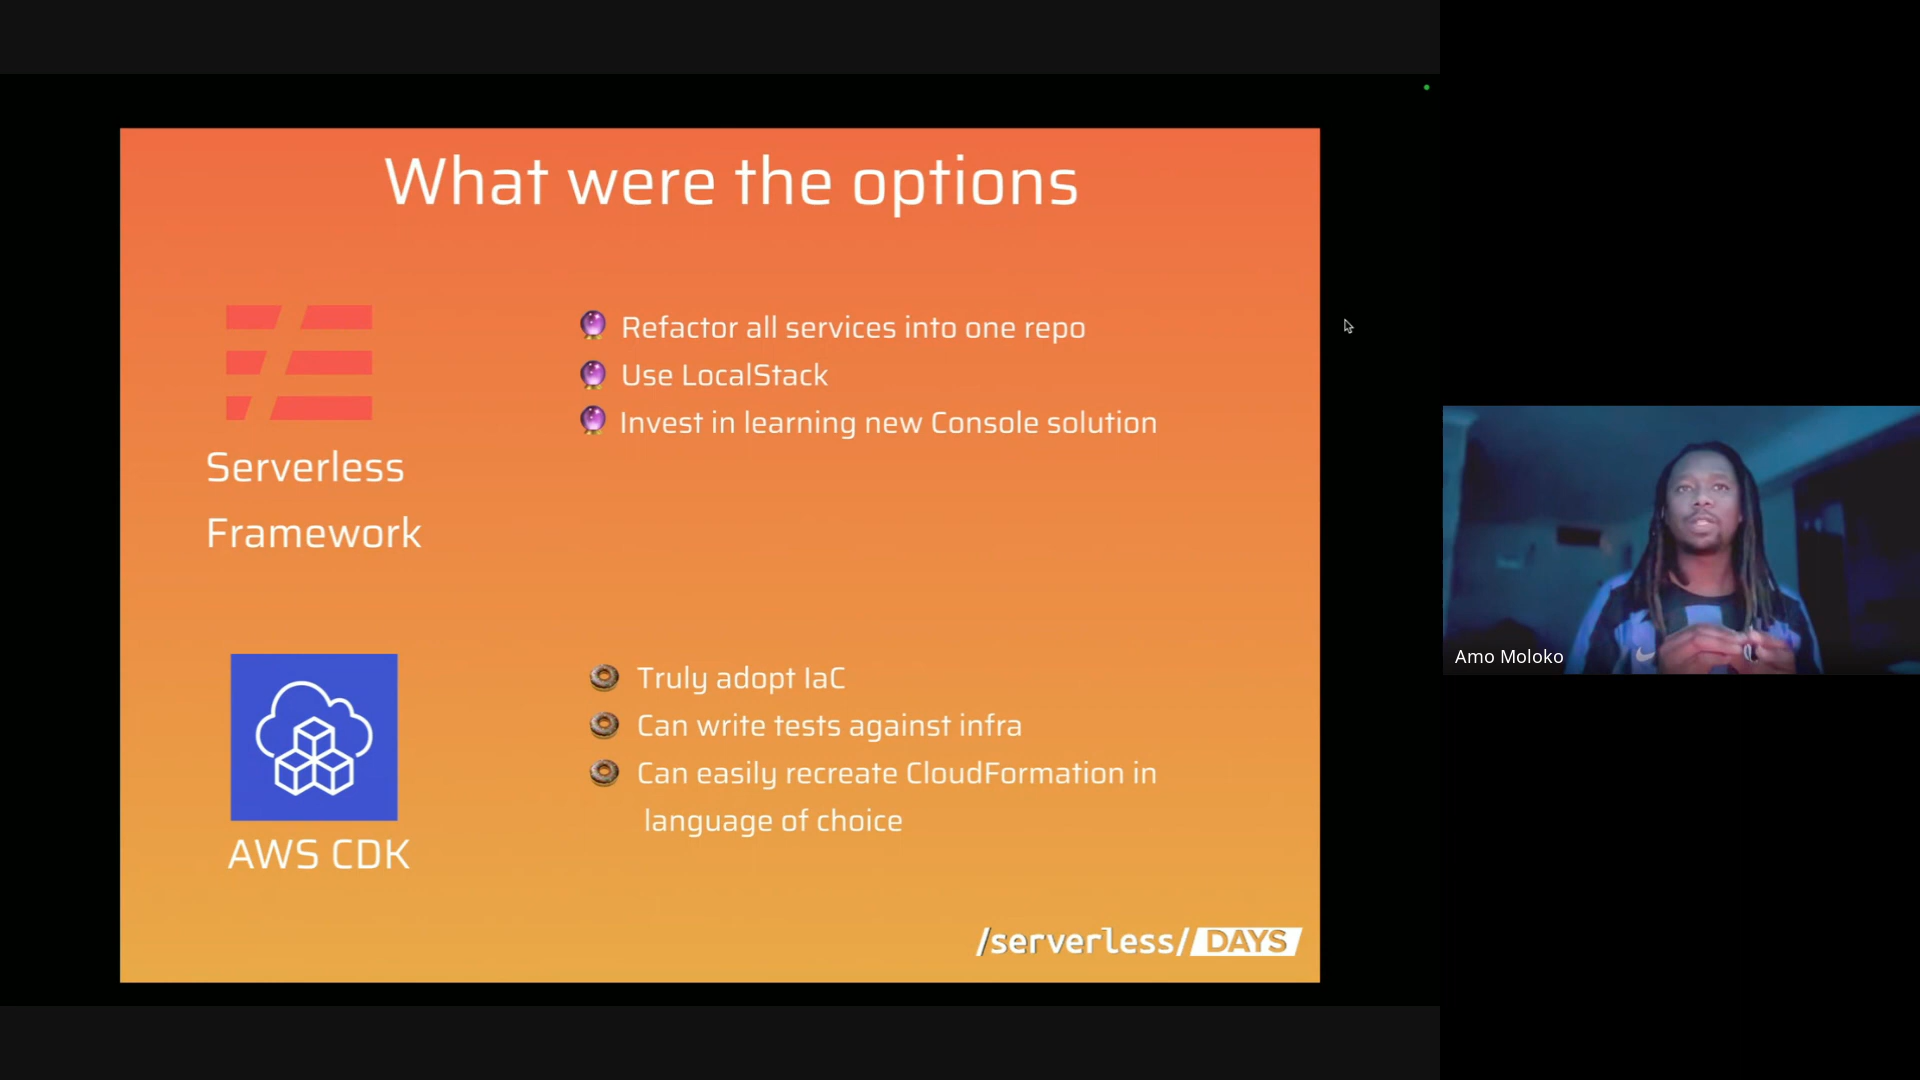 What were the options
Refactor all services into one repo
Use LocalStack
Invest in learning new Console solution
Serverless
Framework
Truly adopt IaC
Can write tests against infra
Can easily recreate CloudFormation in
language of choice
AWS CDK
/serverless/DAYS
Amo Moloko